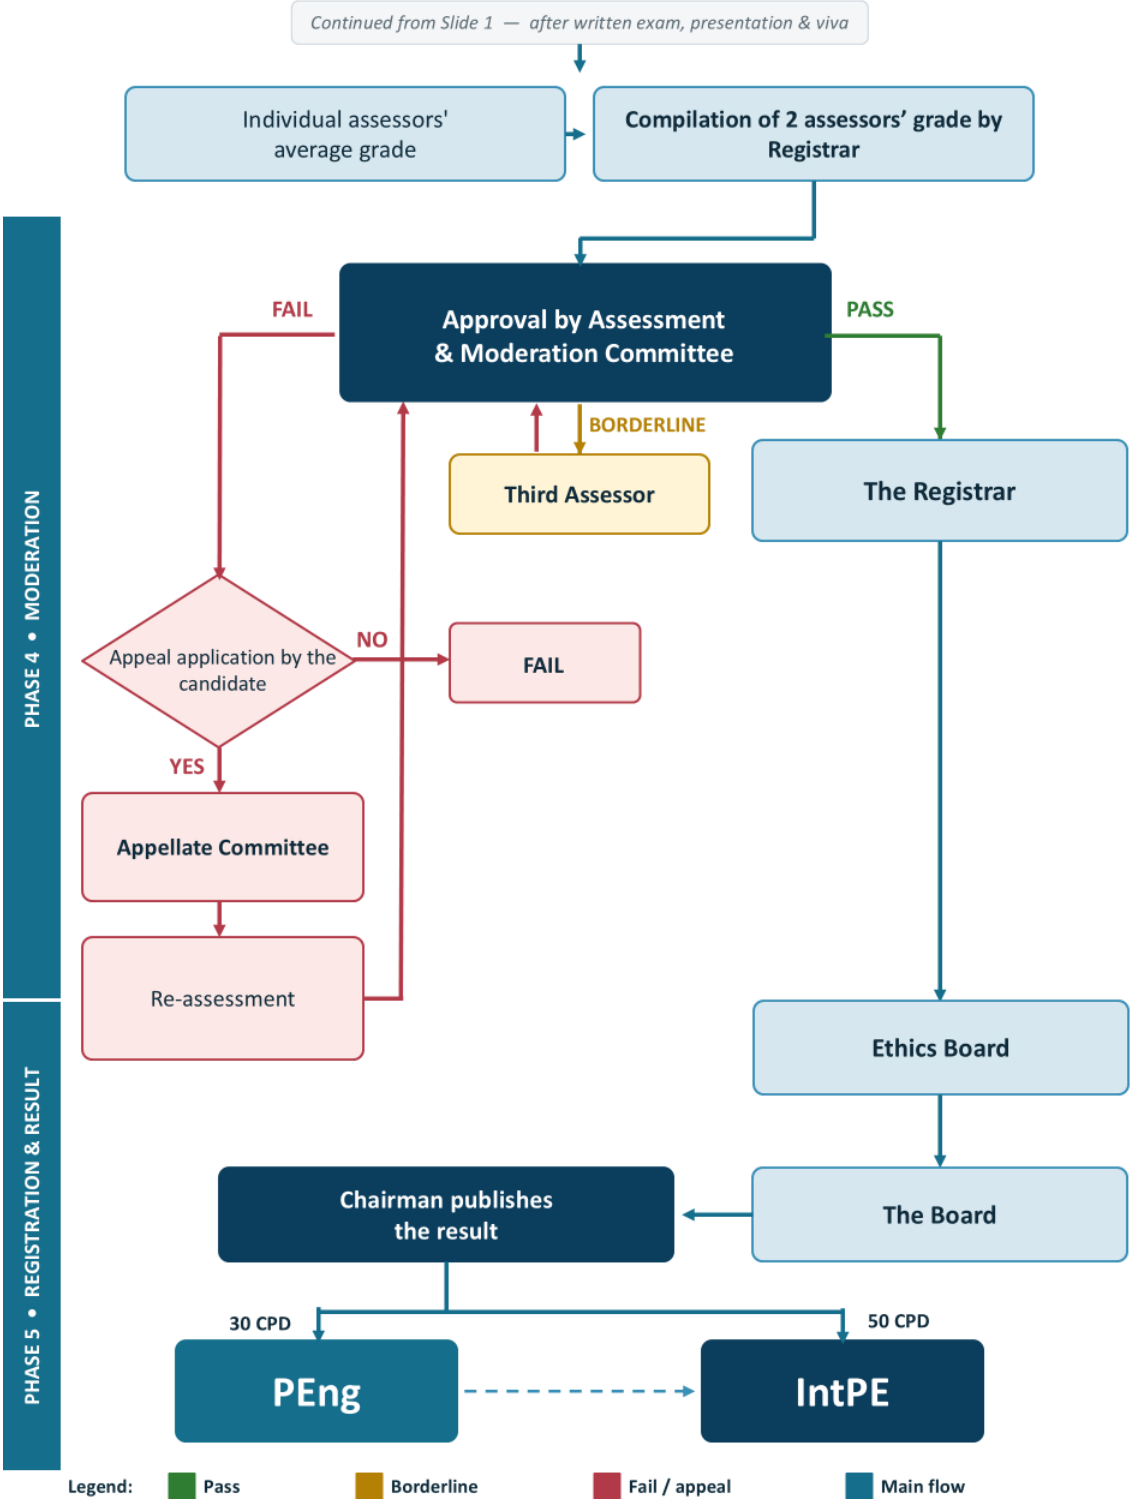 Continued from Slide 1 — after written exam, presentation & viva
Individual assessors'
average grade
Compilation of 2 assessors’ grade by
Registrar
FAIL
Approval by Assessment
& Moderation Committee
PASS
BORDERLINE
Third Assessor
The Registrar
PHASE 4 • MODERATION
Appeal application by the
candidate
NO
FAIL
YES
Appellate Committee
Re-assessment
Ethics Board
PHASE 5 • REGISTRATION & RESULT
Chairman publishes
the result
The Board
30 CPD
50 CPD
PEng
IntPE
Legend:
Pass
Borderline
Fail / appeal
Main flow